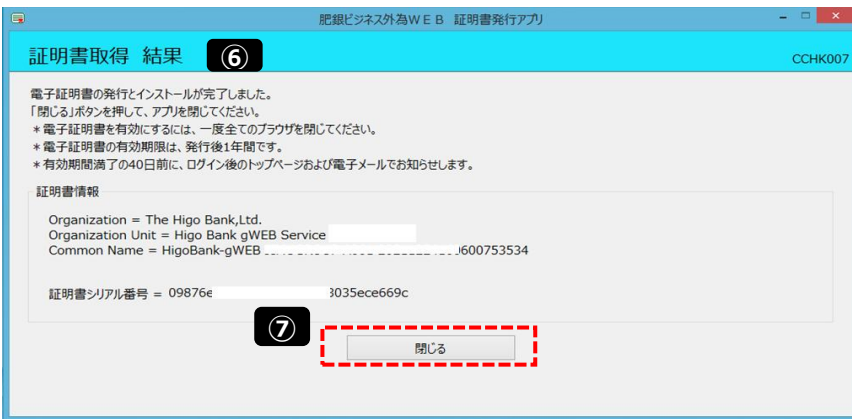 肥銀ビジネス外為WEB 証明書発行アプリ
証明書取得 結果 ⑥
CCHK007
電子証明書の発行とインストールが完了しました。
「閉じる」ボタンを押して、アプリを閉じてください。
＊電子証明書を有効にするには、一度全てのブラウザを閉じてください。
＊電子証明書の有効期限は、発行後1年間です。
＊有効期間満了の40日前に、ログイン後のトップページおよび電子メールでお知らせします。
証明書情報
Organization = The Higo Bank,Ltd.
Organization Unit = Higo Bank gWEB Service
Common Name = HigoBank-gWEB 600753534
証明書シリアル番号 = 09876e 3035ece669c
⑦
閉じる